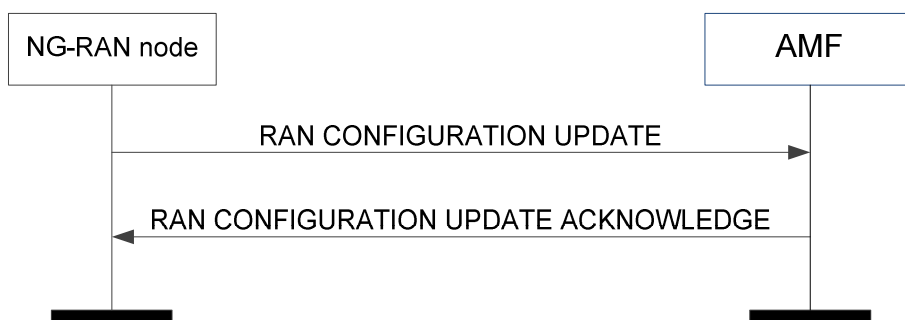 NG-RAN node
AMF
RAN CONFIGURATION UPDATE
RAN CONFIGURATION UPDATE ACKNOWLEDGE